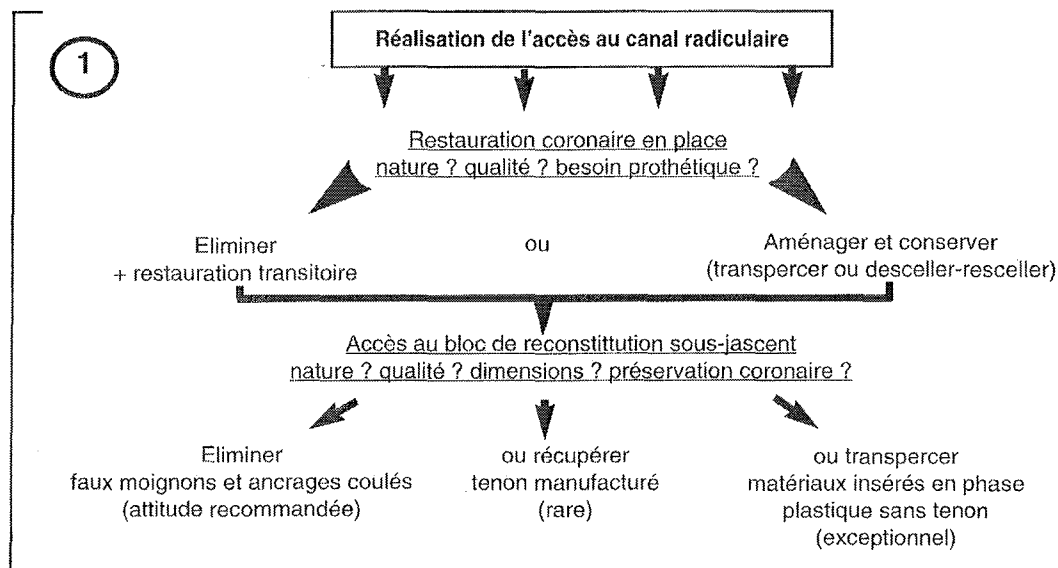 1
Réalisation de l'accès au canal radiculaire
Restauration coronaire en place
nature ? qualité ? besoin prothétique ?
Eliminer
+ restauration transitoire
ou
Aménager et conserver
(transpercer ou desceller-resceller)
Accès au bloc de reconstittution sous-jascent
nature ? qualité ? dimensions ? préservation coronaire ?
Eliminer
faux moignons et ancrages coulés
(attitude recommandée)
ou récupérer
tenon manufacturé
(rare)
ou transpercer
matériaux insérés en phase
plastique sans tenon
(exceptionnel)